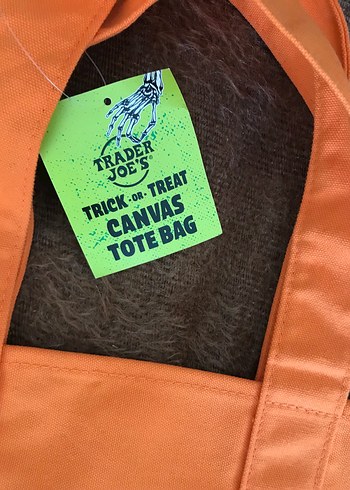 TRADER
JOE'S®
TRICK-OR-TREAT
CANVAS
TOTE BAG